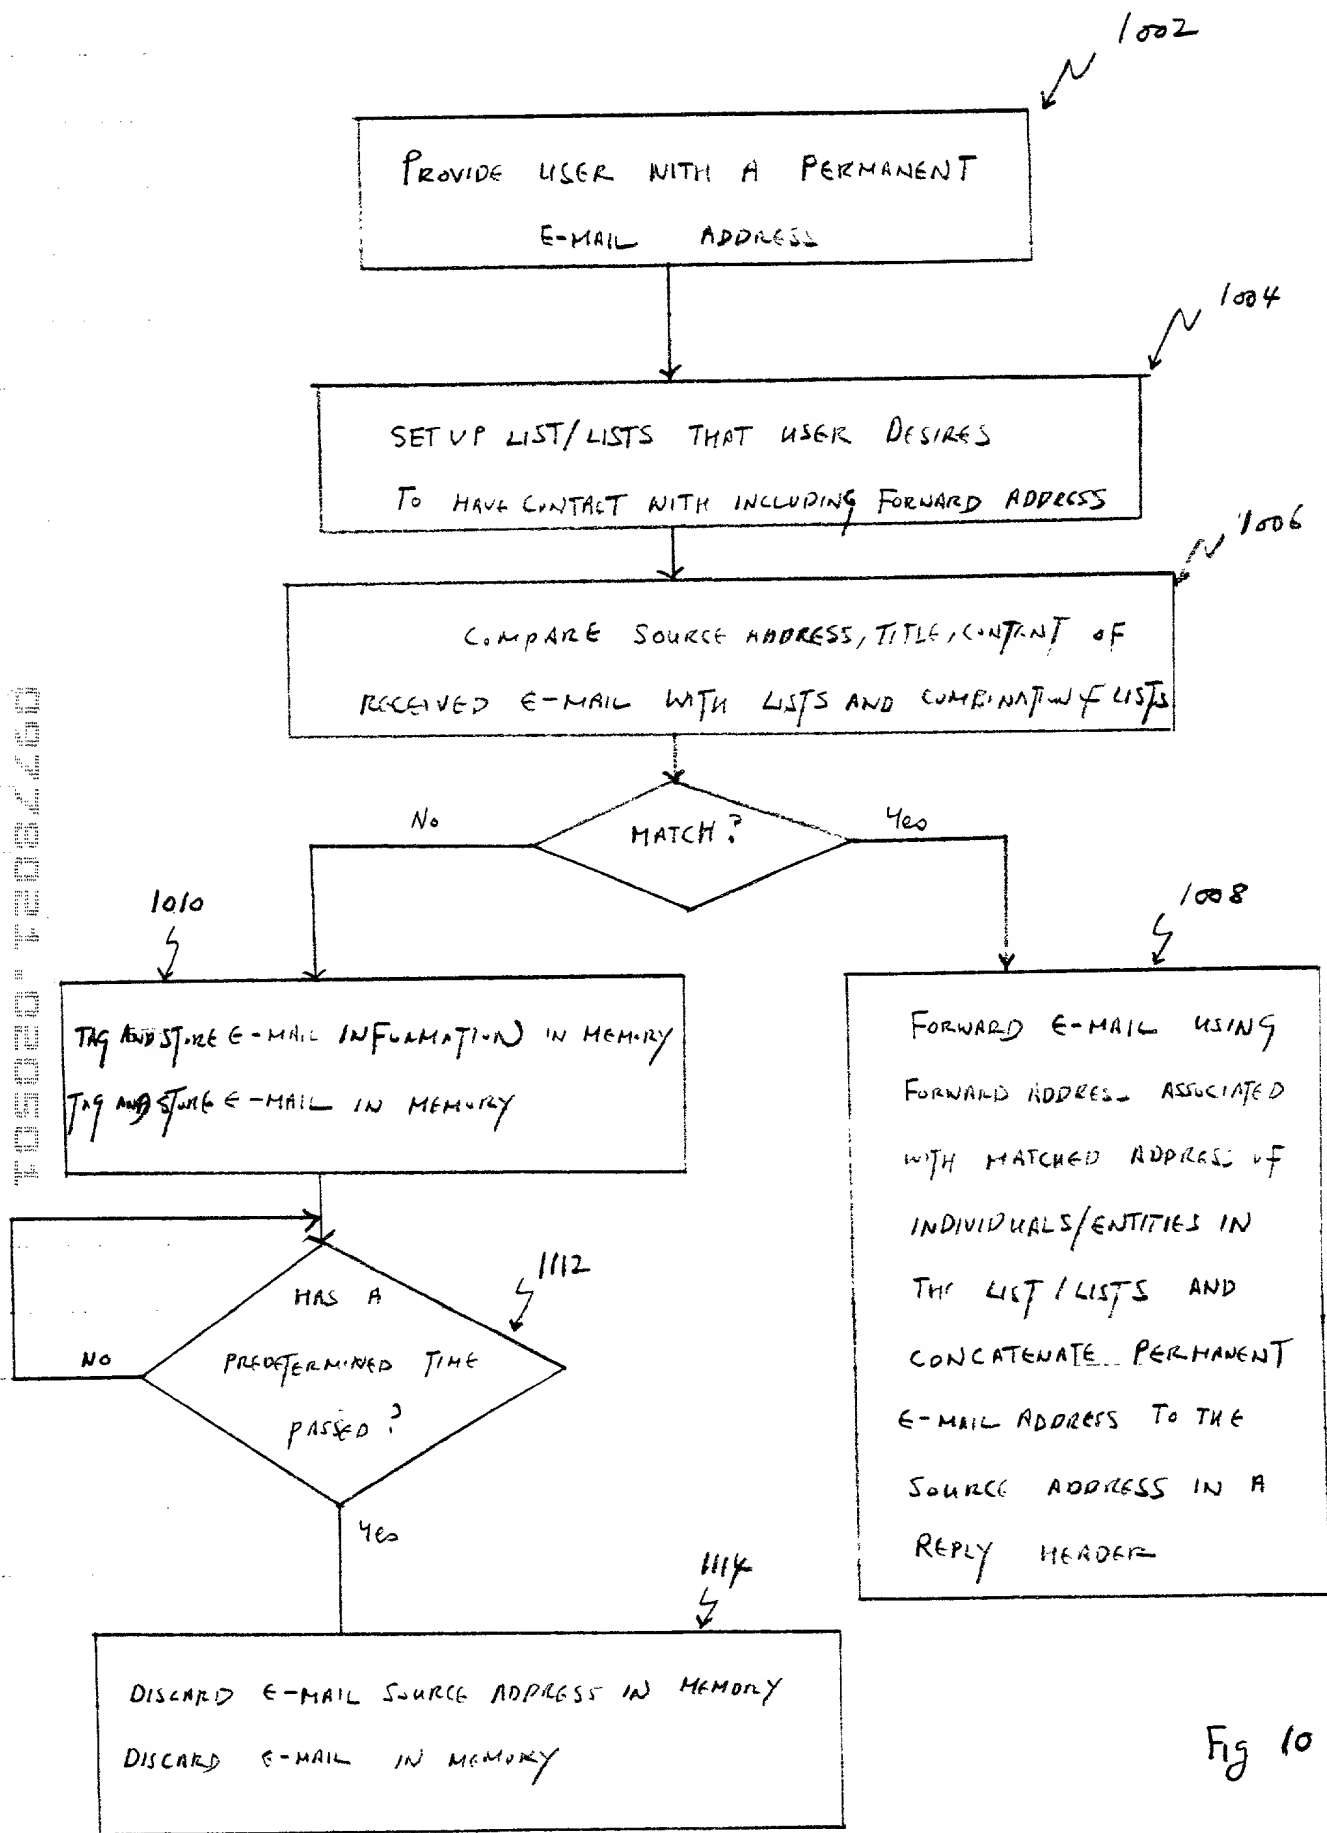 1002
PROVIDE USER WITH A PERMANENT
E-MAIL ADDRESS
1004
SET UP LIST/LISTS THAT USER DESIRES
TO HAVE CONTACT WITH INCLUDING FORWARD ADDRESS
1006
COMPARE SOURCE ADDRESS, TITLE, CONTENT OF
RECEIVED E-MAIL WITH LISTS AND COMBINATION OF LISTS
No
MATCH?
Yes
1010
1008
TAG AND STORE E-MAIL INFORMATION IN MEMORY
TAG AND STORE E-MAIL IN MEMORY
FORWARD E-MAIL USING
FORWARD ADDRESS ASSOCIATED
WITH MATCHED ADDRESS OF
INDIVIDUALS/ENTITIES IN
THE LIST/LISTS AND
CONCATENATE PERMANENT
E-MAIL ADDRESS TO THE
SOURCE ADDRESS IN A
REPLY HEADER
1112
HAS A
PREDETERMINED TIME
PASSED?
NO
Yes
1114
DISCARD E-MAIL SOURCE ADDRESS IN MEMORY
DISCARD E-MAIL IN MEMORY
Fig 10